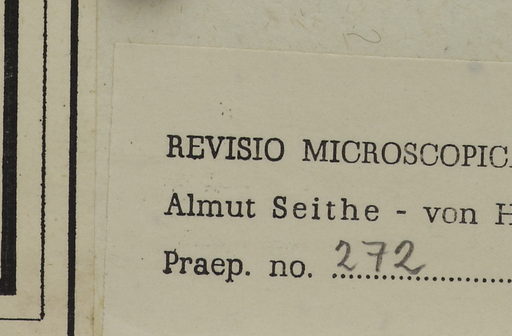 REVISIO MICROSCOPIC
Almut Seithe - von H
Praep. no. 272